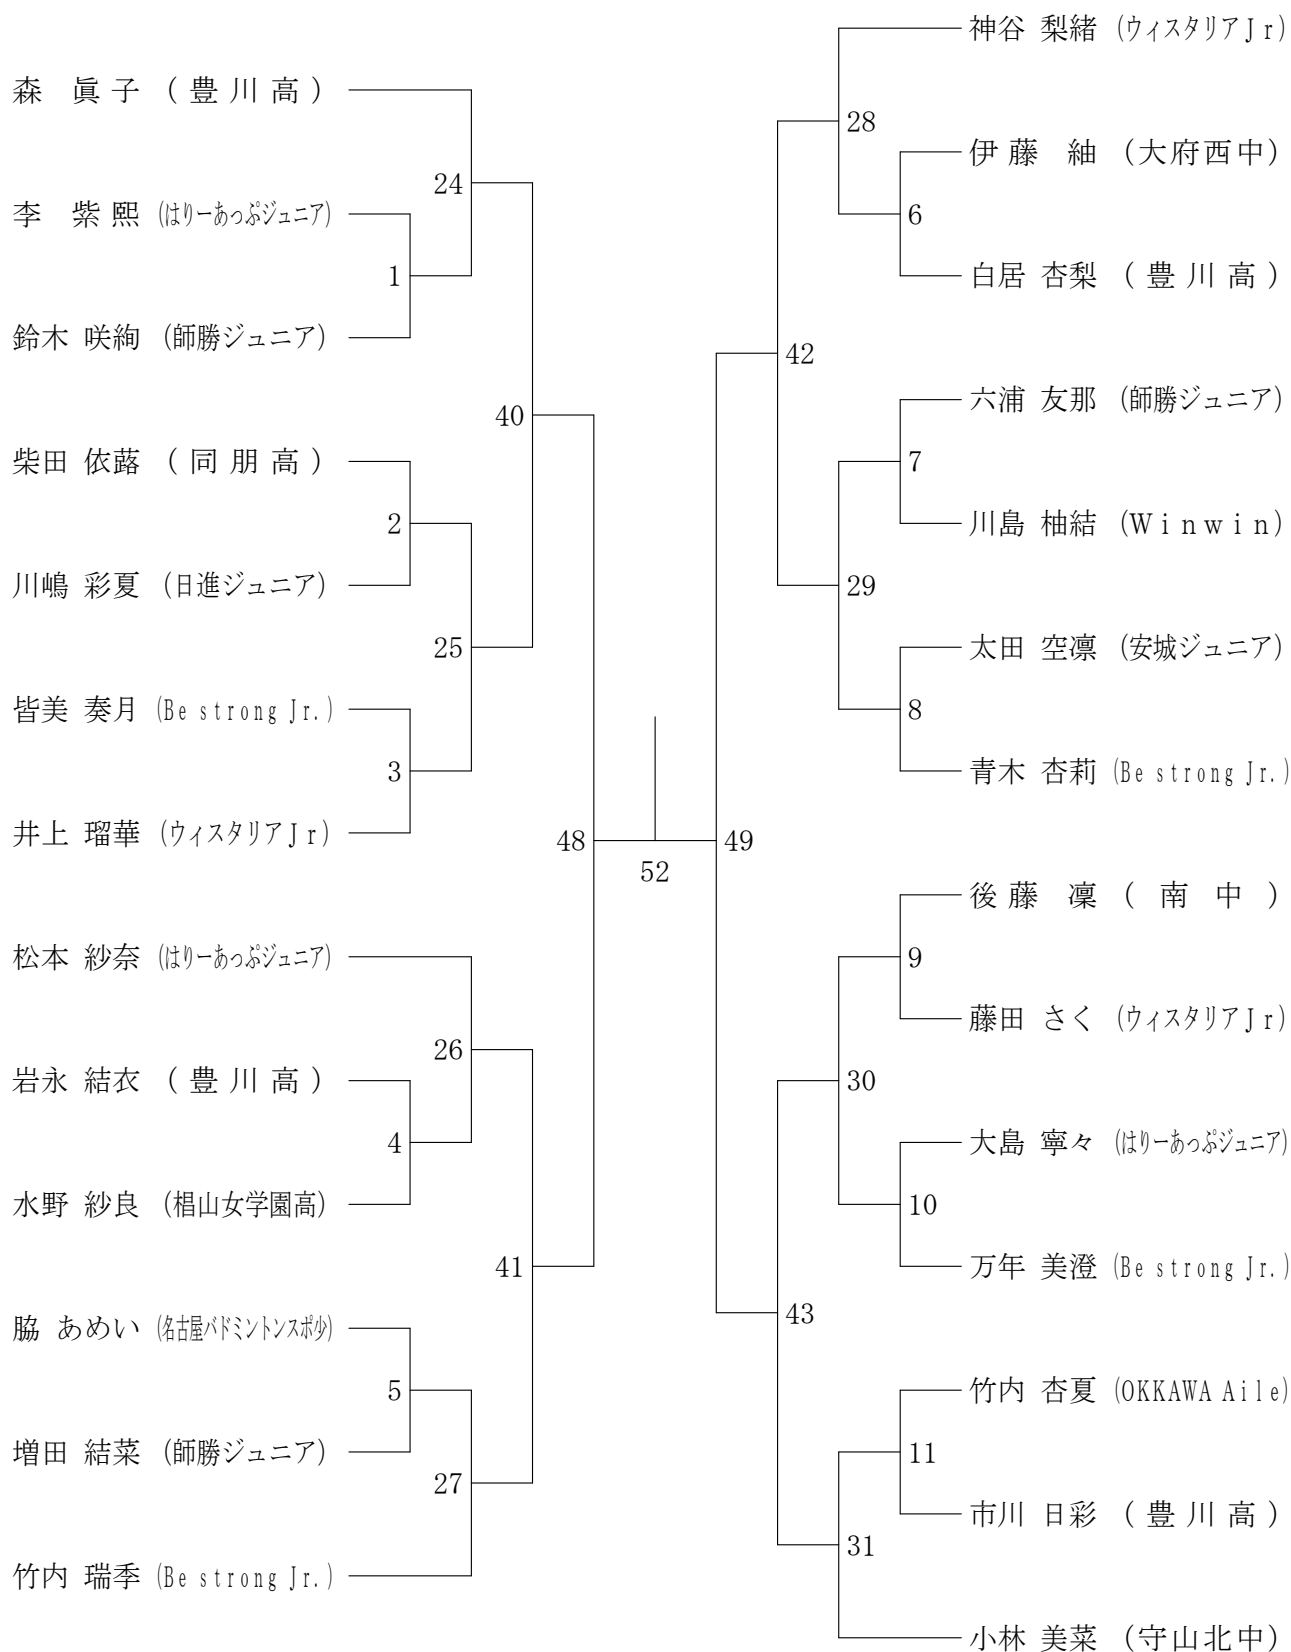 森 眞子 (豊川高)
24
李 紫熙 (はりーあっぷジュニア)
1
鈴木 咲絢 (師勝ジュニア)
40
柴田 依蕗 (同朋高)
2
川嶋 彩夏 (日進ジュニア)
25
皆美 奏月 (Be strong Jr.)
3
井上 瑠華 (ウィスタリアJr)
48
松本 紗奈 (はりーあっぷジュニア)
26
岩永 結衣 (豊川高)
4
水野 紗良 (椙山女学園高)
41
脇 あめい (名古屋バドミントンスポ少)
5
増田 結菜 (師勝ジュニア)
27
竹内 瑞季 (Be strong Jr.)
52
神谷 梨緒 (ウィスタリアJr)
28
伊藤 紬 (大府西中)
6
白居 杏梨 (豊川高)
42
六浦 友那 (師勝ジュニア)
7
川島 柚結 (Winwin)
29
太田 空凛 (安城ジュニア)
8
青木 杏莉 (Be strong Jr.)
49
後藤 凜 (南中)
9
藤田 さく (ウィスタリアJr)
30
大島 寧々 (はりーあっぷジュニア)
10
万年 美澄 (Be strong Jr.)
43
竹内 杏夏 (OKKAWA Aile)
11
市川 日彩 (豊川高)
31
小林 美菜 (守山北中)